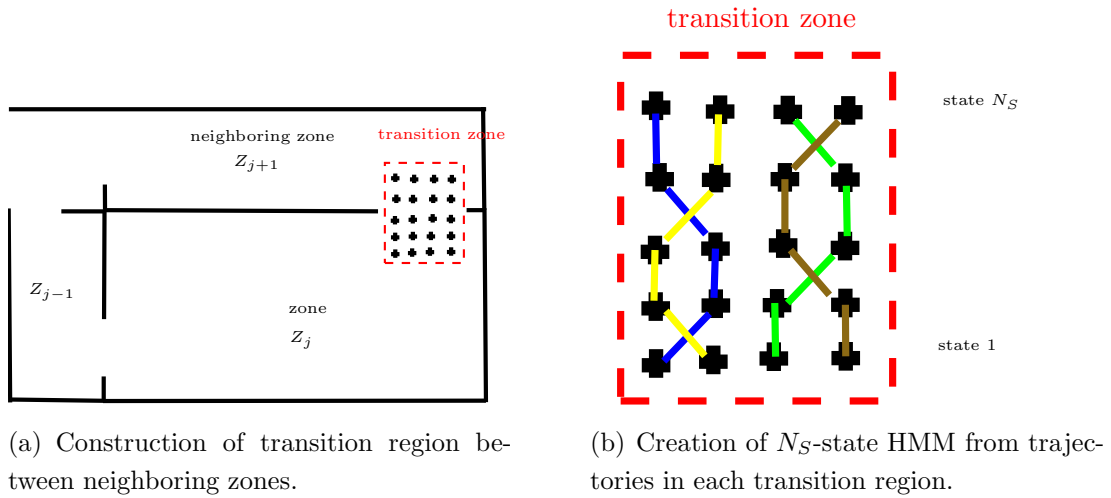 neighboring zone
Z_{j+1}
transition zone
Z_{j−1}
zone
Z_j
(a) Construction of transition region be-
tween neighboring zones.
transition zone
state N_S
state 1
(b) Creation of N_S-state HMM from trajec-
tories in each transition region.